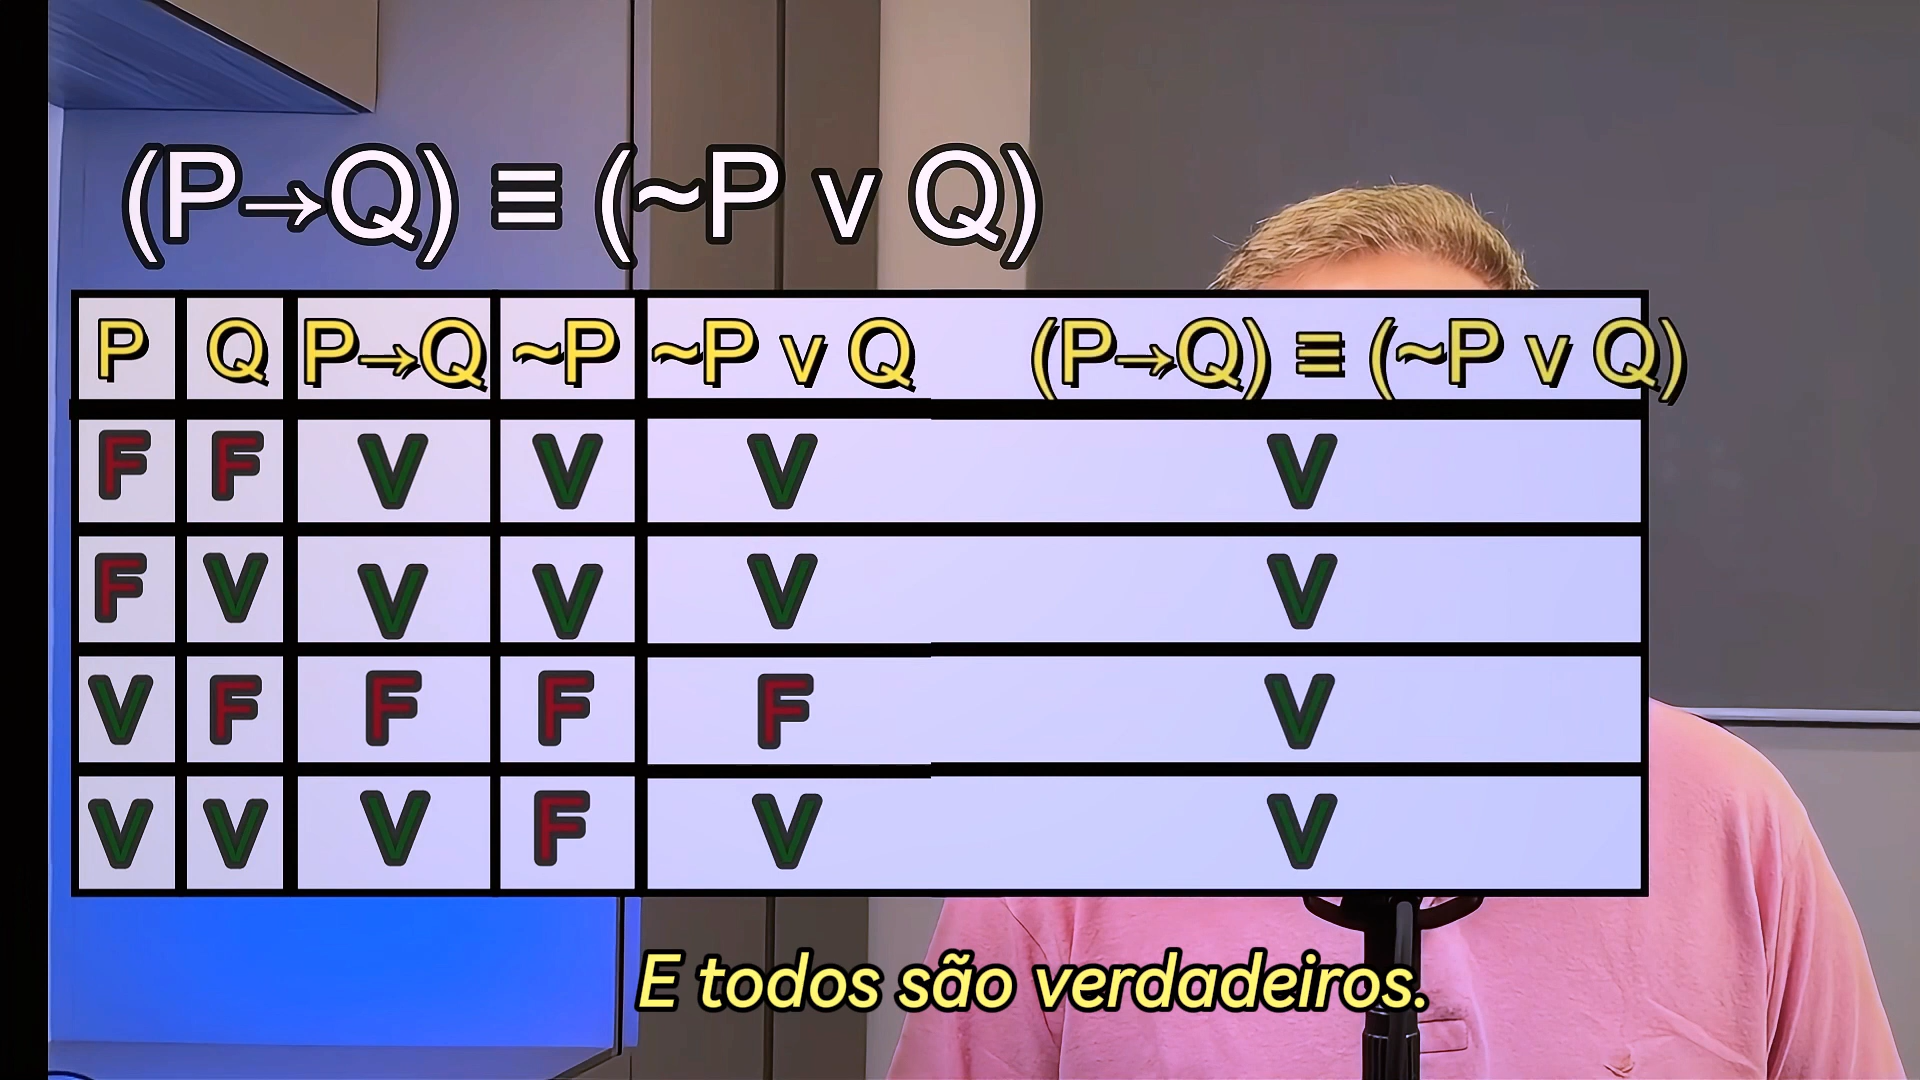 (P→Q) ≡ (~P v Q)
P Q P→Q ~P ~P v Q (P→Q) ≡ (~P v Q)
F F V V V V
F V V V V V
V F F F F V
V V V F V V
E todos são verdadeiros.